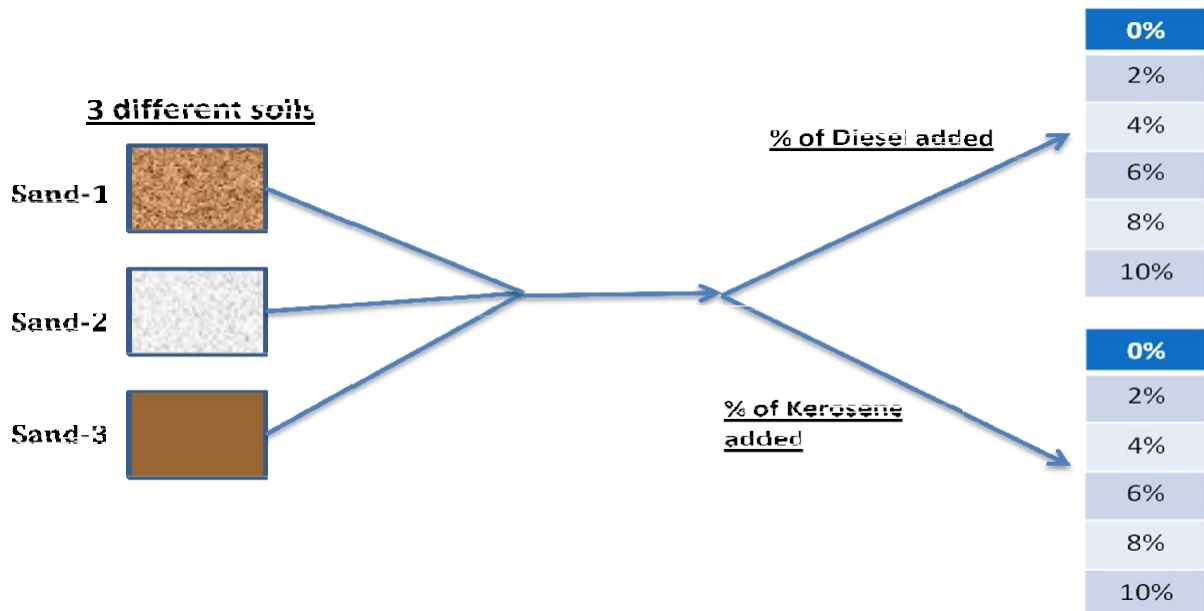 3 different soils
Sand-1
Sand-2
Sand-3
% of Diesel added
0%
2%
4%
6%
8%
10%
% of Kerosene
added
0%
2%
4%
6%
8%
10%